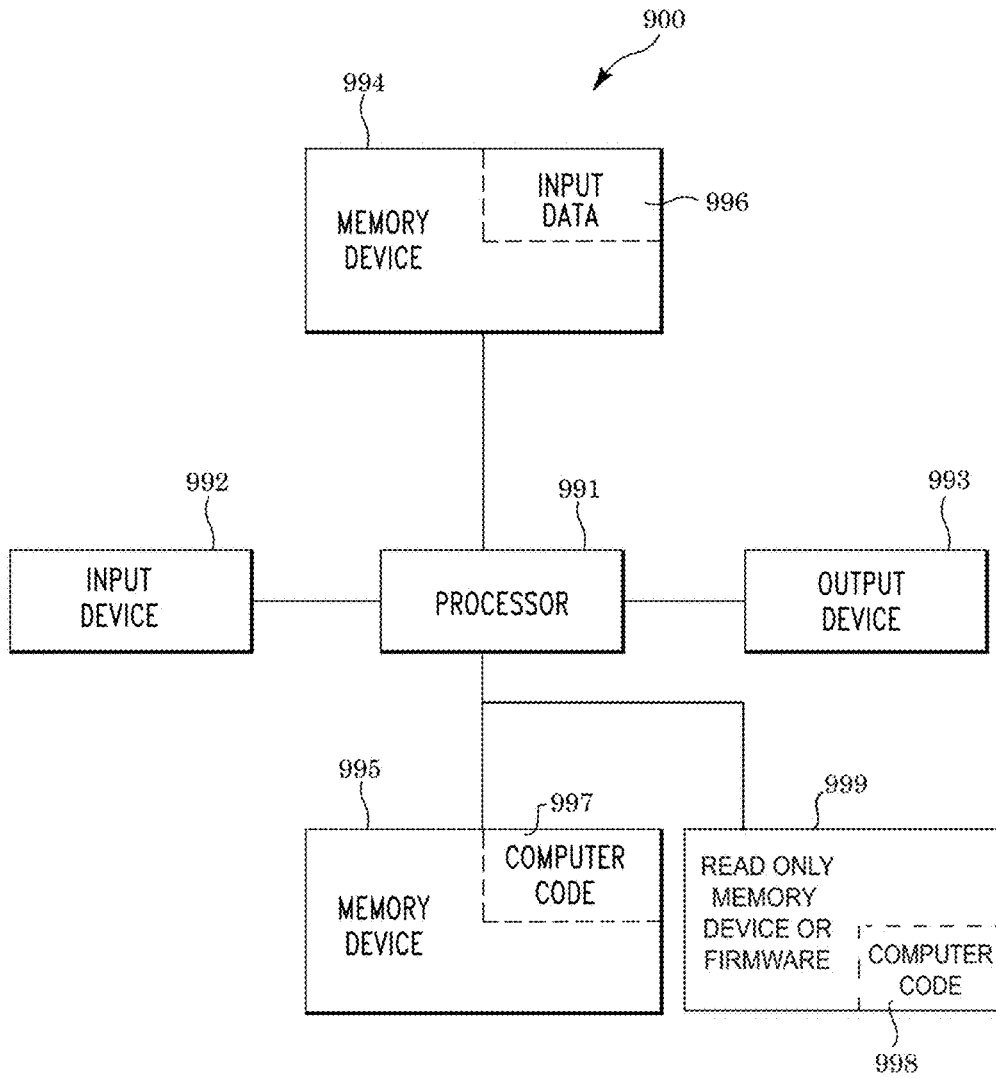 900
994
INPUT
DATA
996
MEMORY
DEVICE
992
991
993
INPUT
DEVICE
PROCESSOR
OUTPUT
DEVICE
995
997
999
COMPUTER
CODE
MEMORY
DEVICE
READ ONLY
MEMORY
DEVICE OR
FIRMWARE
COMPUTER
CODE
998